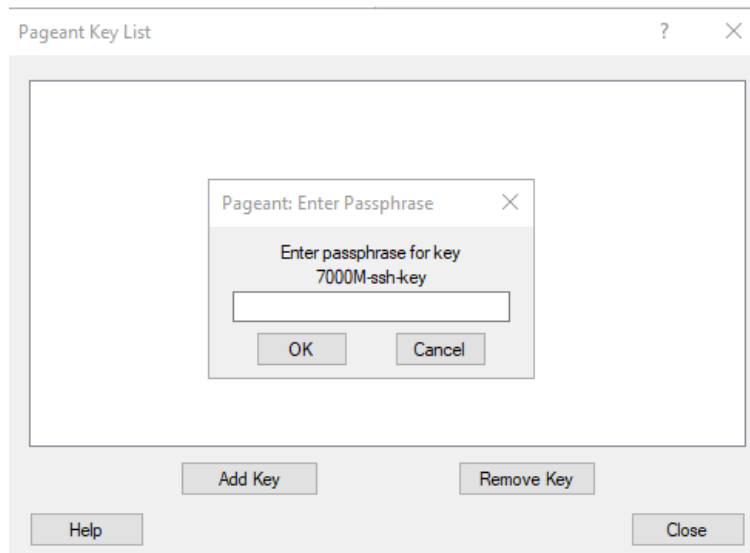 Pageant Key List
?
Pageant: Enter Passphrase
Enter passphrase for key
7000M-ssh-key
OK Cancel
Add Key Remove Key
Help Close